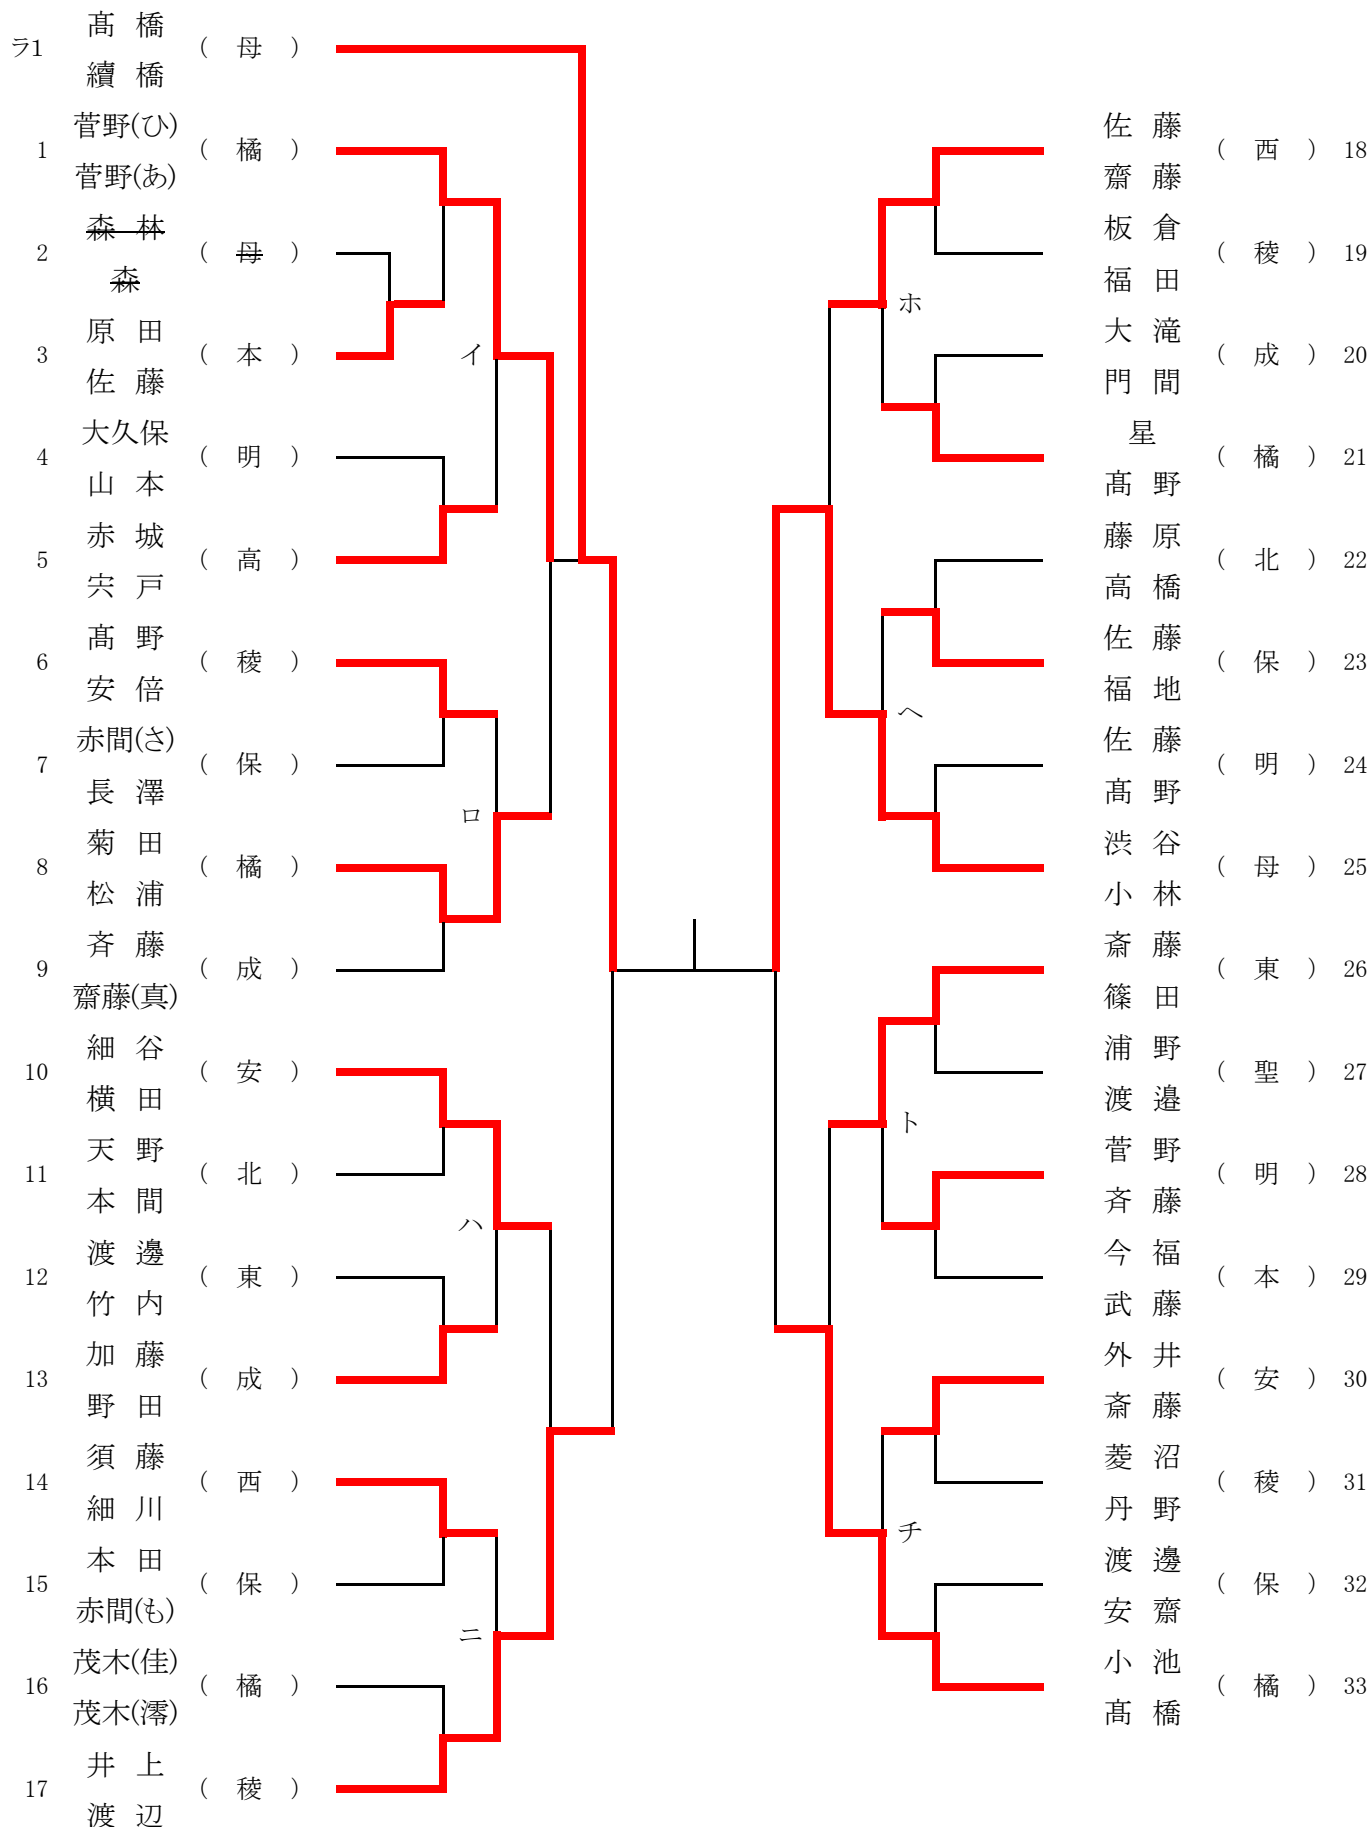 髙橋
ラ1 ( 母 )
續橋
菅野(ひ)
1 ( 橘 )
菅野(あ)
森林
2 ( 母 )
森
原田
3 ( 本 )
佐藤
大久保
4 ( 明 )
山本
赤城
5 ( 高 )
宍戸
髙野
6 ( 稜 )
安倍
赤間(さ)
7 ( 保 )
長澤
菊田
8 ( 橘 )
松浦
斉藤
9 ( 成 )
齋藤(真)
細谷
10 ( 安 )
横田
天野
11 ( 北 )
本間
渡邊
12 ( 東 )
竹内
加藤
13 ( 成 )
野田
須藤
14 ( 西 )
細川
本田
15 ( 保 )
赤間(も)
茂木(佳)
16 ( 橘 )
茂木(澪)
井上
17 ( 稜 )
渡辺
イ
ロ
ハ
ニ
佐藤
( 西 ) 18
齋藤
板倉
( 稜 ) 19
福田
大滝
( 成 ) 20
門間
星
( 橘 ) 21
髙野
藤原
( 北 ) 22
高橋
佐藤
( 保 ) 23
福地
佐藤
( 明 ) 24
髙野
渋谷
( 母 ) 25
小林
斎藤
( 東 ) 26
篠田
浦野
( 聖 ) 27
渡邉
菅野
( 明 ) 28
斉藤
今福
( 本 ) 29
武藤
外井
( 安 ) 30
斎藤
菱沼
( 稜 ) 31
丹野
渡邊
( 保 ) 32
安齋
小池
( 橘 ) 33
髙橋
ホ
ヘ
ト
チ